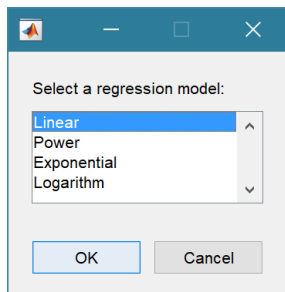 Select a regression model:
Linear
Power
Exponential
Logarithm
OK
Cancel